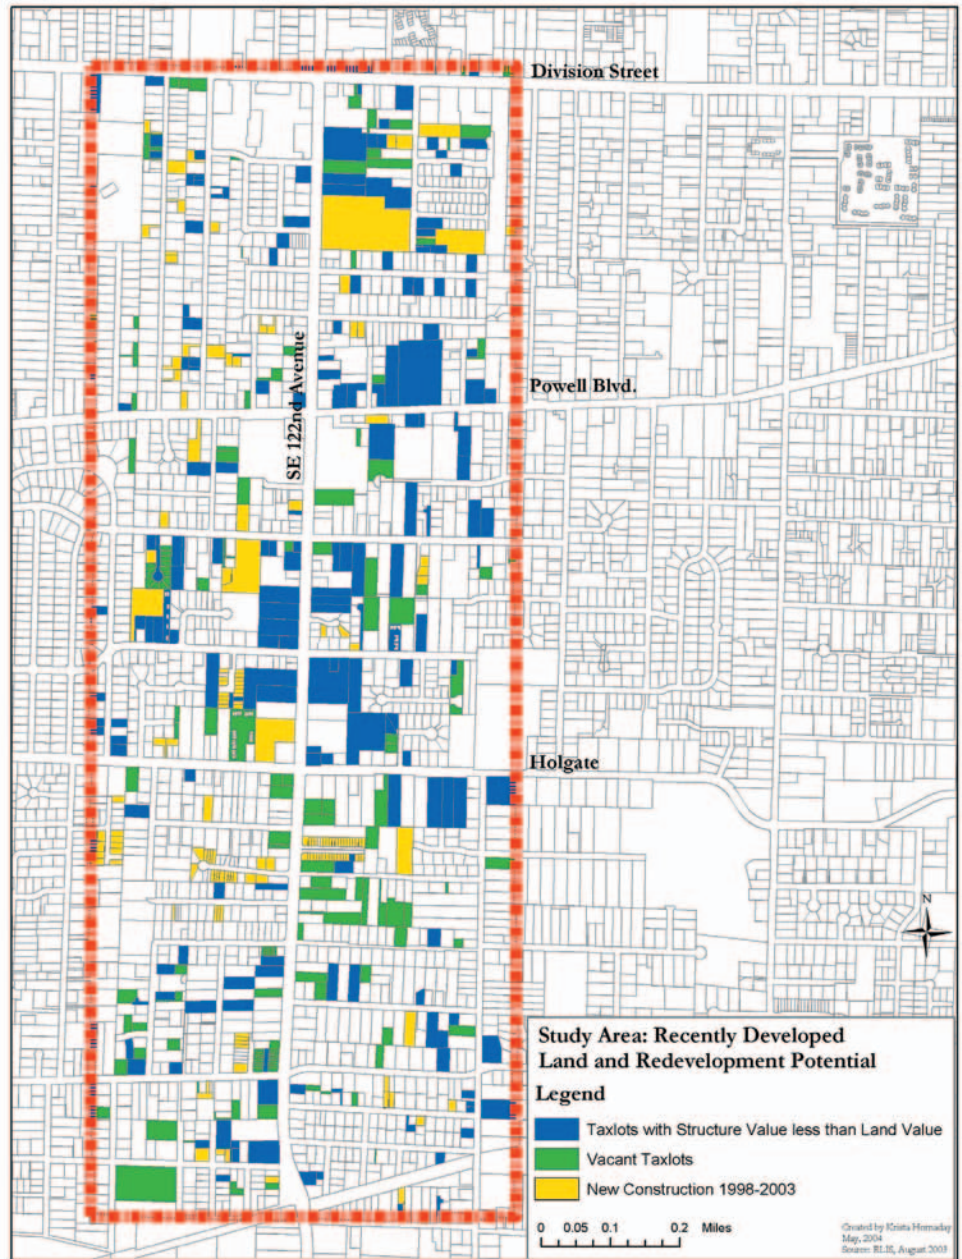 Division Street
SE 122nd Avenue
Powell Blvd.
Holgate
N
Study Area: Recently Developed
Land and Redevelopment Potential
Legend
Taxlots with Structure Value less than Land Value
Vacant Taxlots
New Construction 1998-2003
0 0.05 0.1 0.2 Miles
Created by Krista Hornaday
May, 2004
Source: RLIS, August 2003